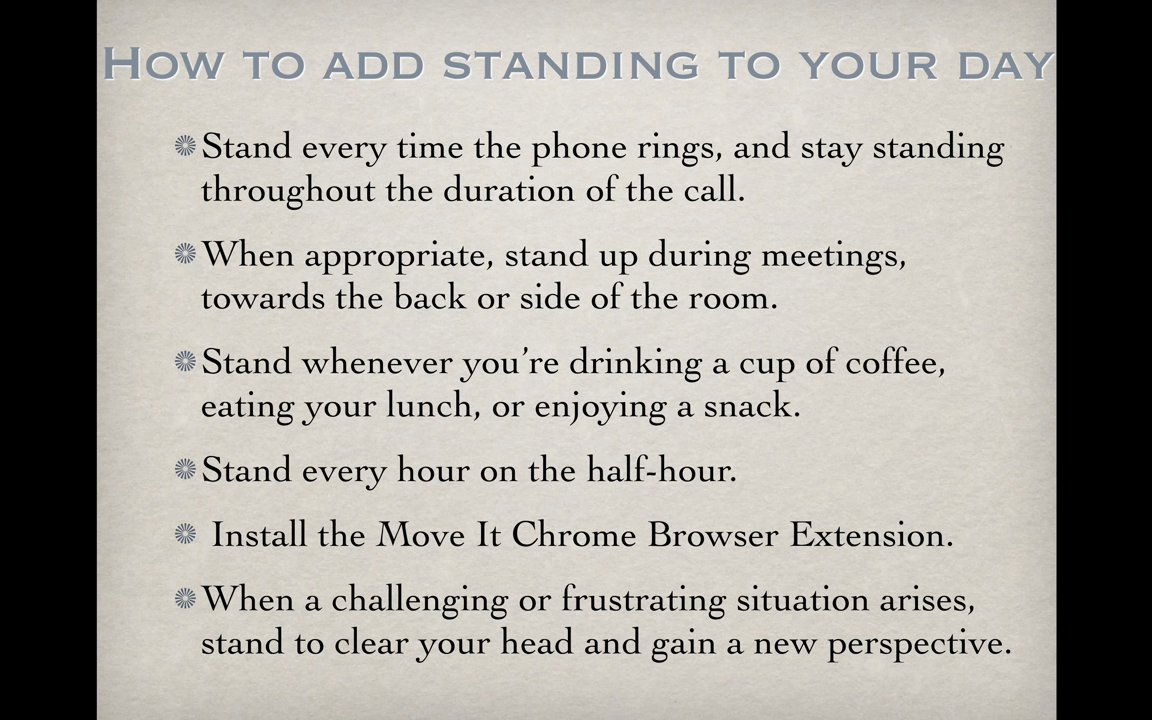 How to add standing to your day
Stand every time the phone rings, and stay standing
throughout the duration of the call.
When appropriate, stand up during meetings,
towards the back or side of the room.
Stand whenever you’re drinking a cup of coffee,
eating your lunch, or enjoying a snack.
Stand every hour on the half-hour.
Install the Move It Chrome Browser Extension.
When a challenging or frustrating situation arises,
stand to clear your head and gain a new perspective.